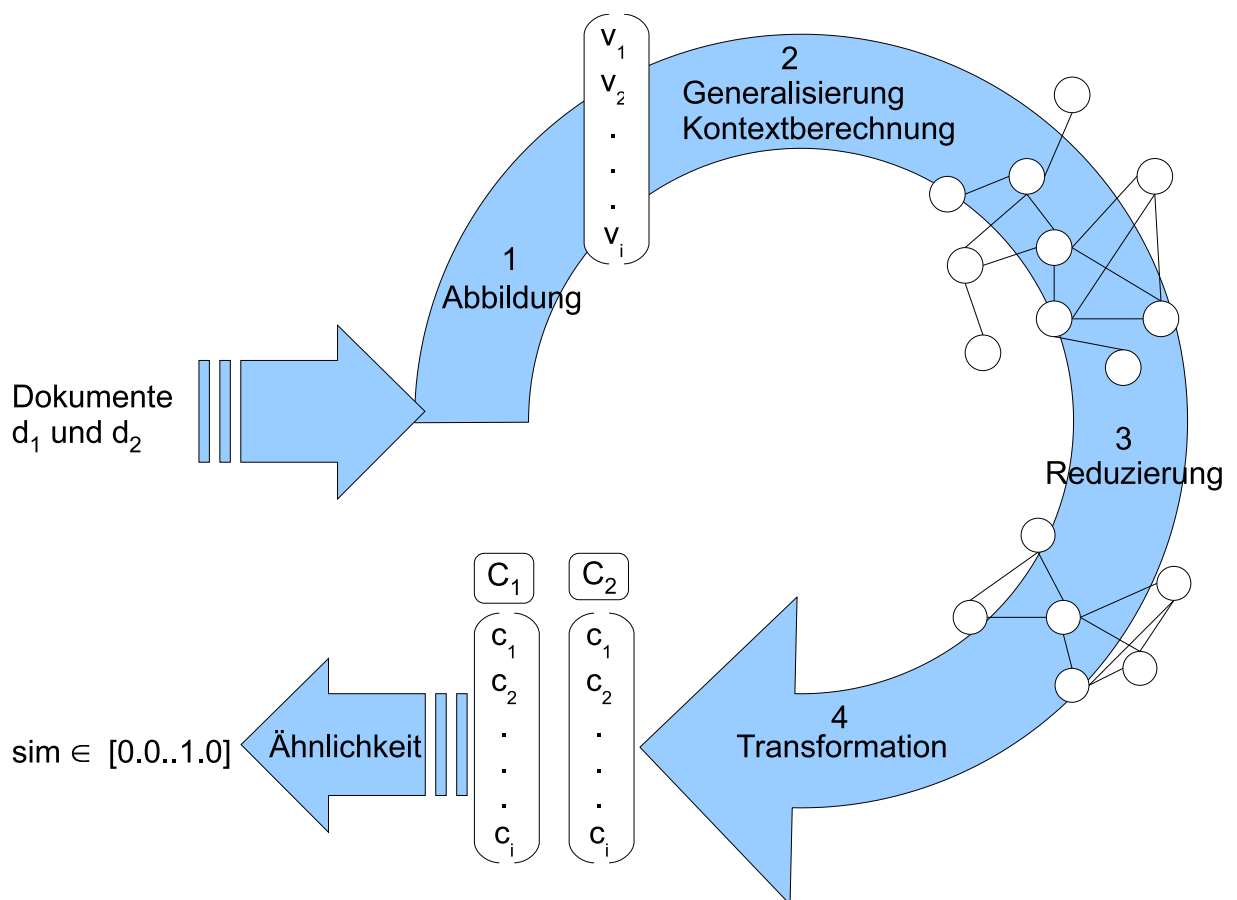 Dokumente
d₁ und d₂
1
Abbildung
v₁
v₂
.
.
.
vᵢ
2
Generalisierung
Kontextberechnung
3
Reduzierung
4
Transformation
C₁
c₁
c₂
.
.
.
cᵢ
C₂
c₁
c₂
.
.
.
cᵢ
Ähnlichkeit
sim ∈ [0.0..1.0]